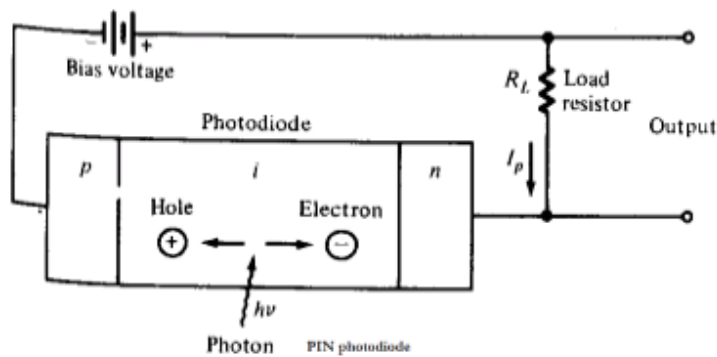 − +
Bias voltage
R_L Load
resistor
Photodiode
Output
p i n
I_p
Hole Electron
+ −
hν
Photon PIN photodiode